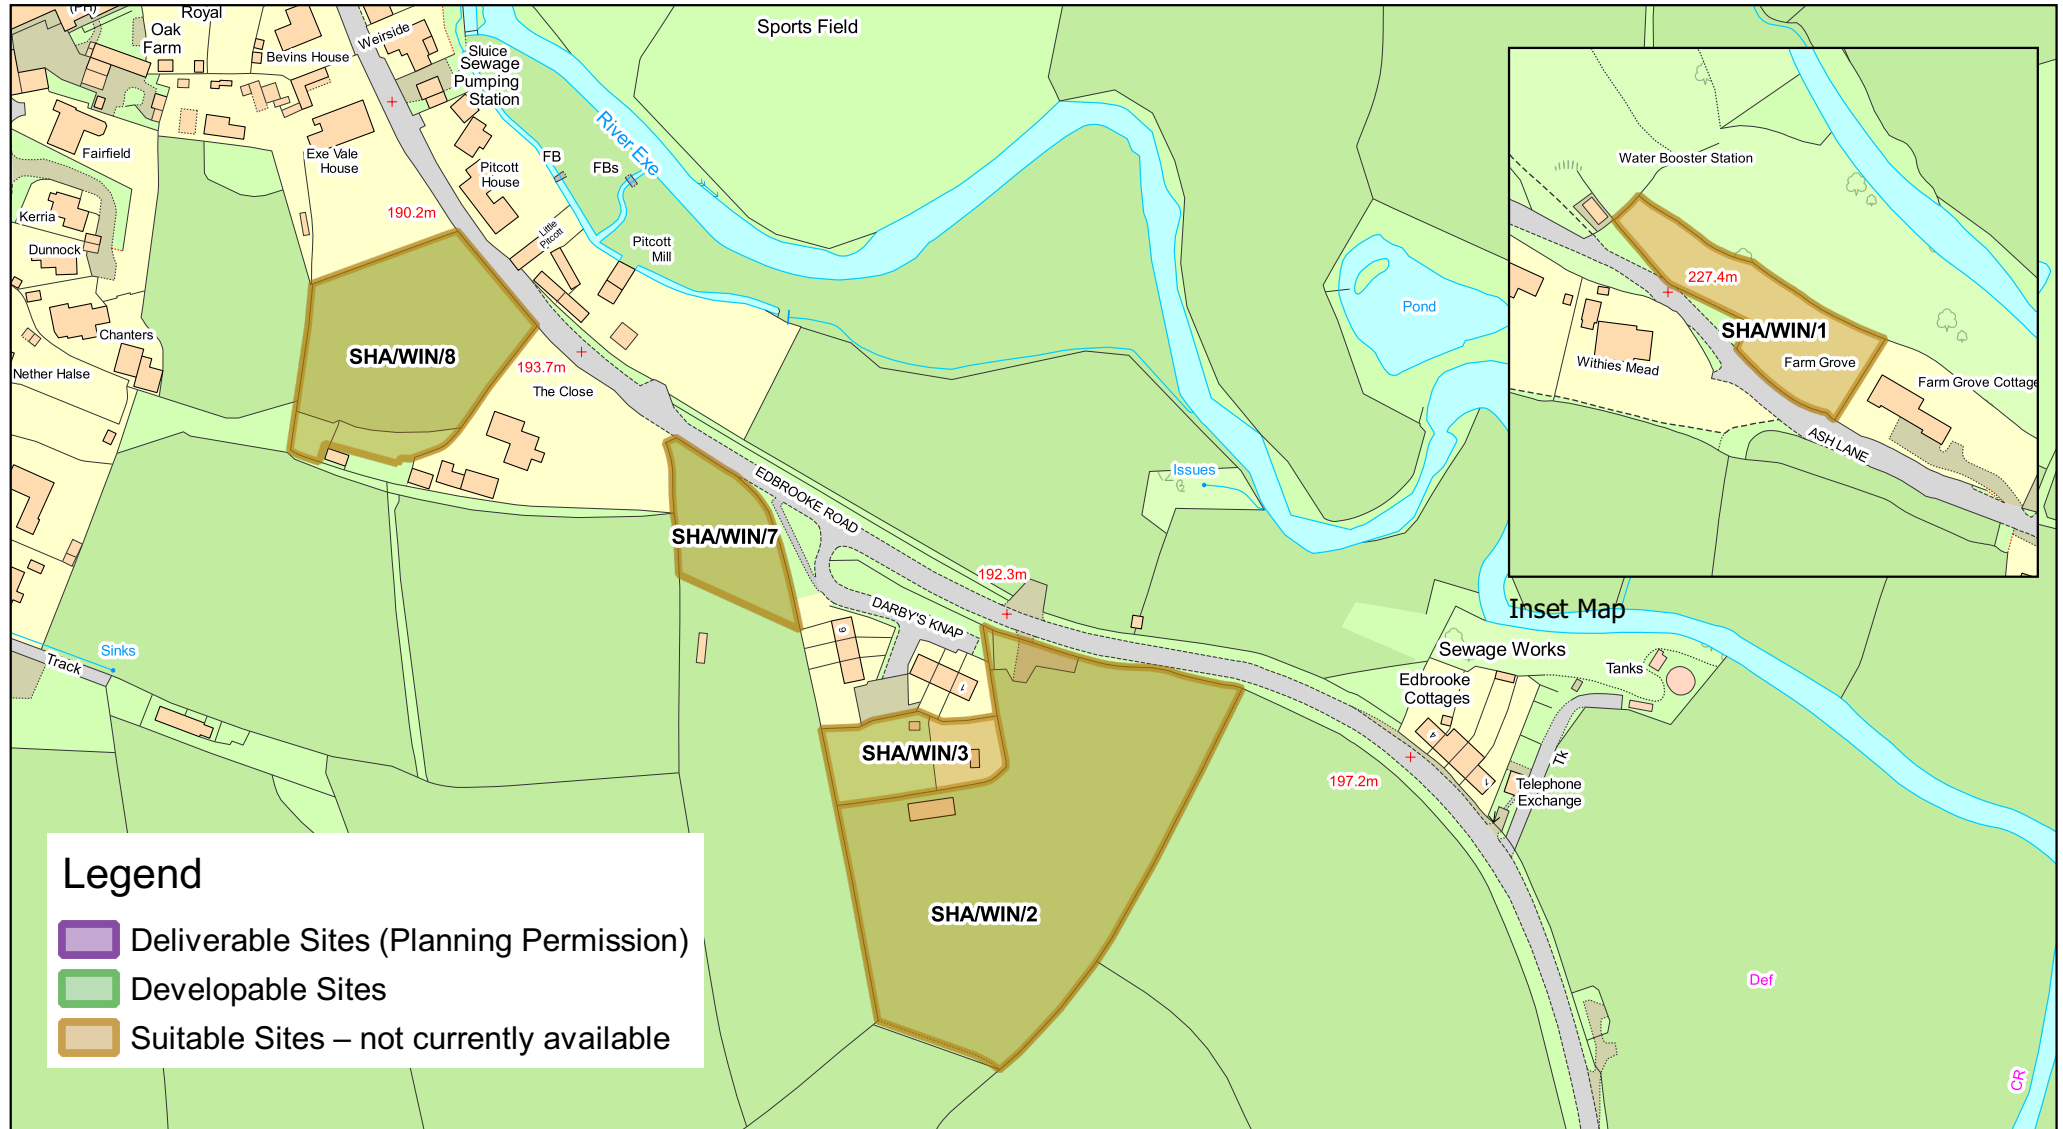 (PH)
Royal
Oak
Farm
Bevins House
Weirside
Sluice
Sewage
Pumping
Station
Sports Field
River Exe
Fairfield
Exe Vale
House
Pitcott
House
FB
FBs
Kerria
190.2m
Little
Pitcott
Pitcott
Mill
Dunnock
Chanters
Nether Halse
SHA/WIN/8
193.7m
The Close
Pond
Issues
EDBROOKE ROAD
SHA/WIN/7
192.3m
DARBY'S KNAP
9
1
Sinks
Track
SHA/WIN/3
SHA/WIN/2
Sewage Works
Tanks
Edbrooke
Cottages
4
1
Tk
197.2m
Telephone
Exchange
Def
CR
Water Booster Station
227.4m
SHA/WIN/1
Withies Mead
Farm Grove
Farm Grove Cottage
ASH LANE
Inset Map
Legend
Deliverable Sites (Planning Permission)
Developable Sites
Suitable Sites – not currently available